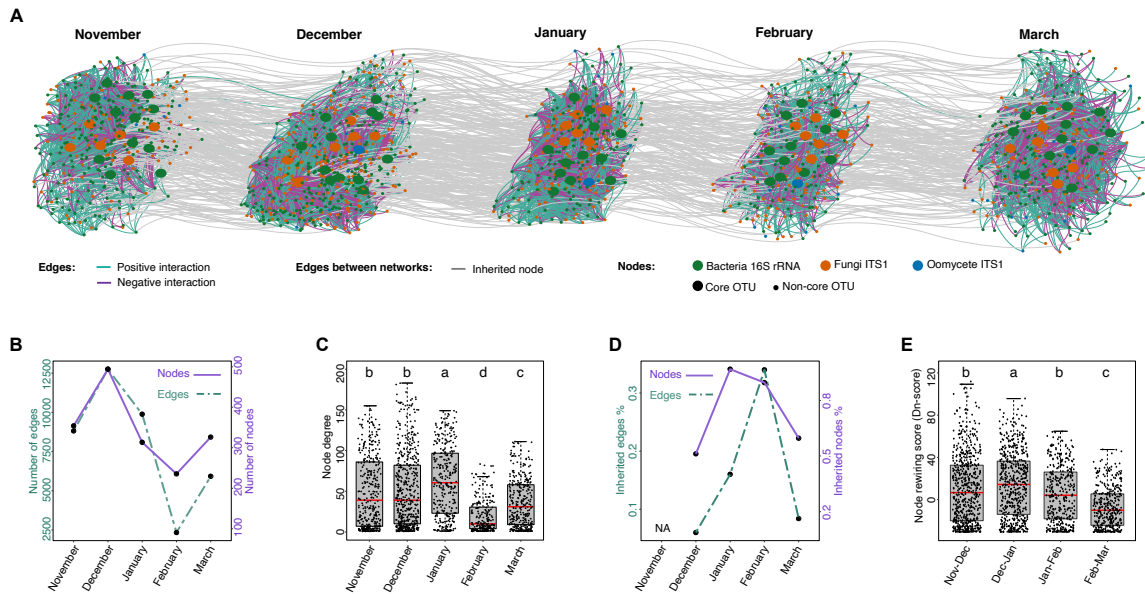 A
November
December
January
February
March
Edges:
Positive interaction
Negative interaction
Edges between networks:
Inherited node
Nodes:
Bacteria 16S rRNA
Fungi ITS1
Oomycete ITS1
Core OTU
Non-core OTU
B
Number of edges
2500
5000
7500
10000
12500
Nodes
Edges
100
200
300
400
500
Number of nodes
November
December
January
February
March
C
Node degree
0
50
100
150
200
b
b
a
d
c
November
December
January
February
March
D
Inherited edges %
0.1
0.2
0.3
Nodes
Edges
NA
0.2
0.5
0.8
Inherited nodes %
November
December
January
February
March
E
Node rewiring score (Dn-score)
0
40
80
120
b
a
b
c
Nov-Dec
Dec-Jan
Jan-Feb
Feb-Mar